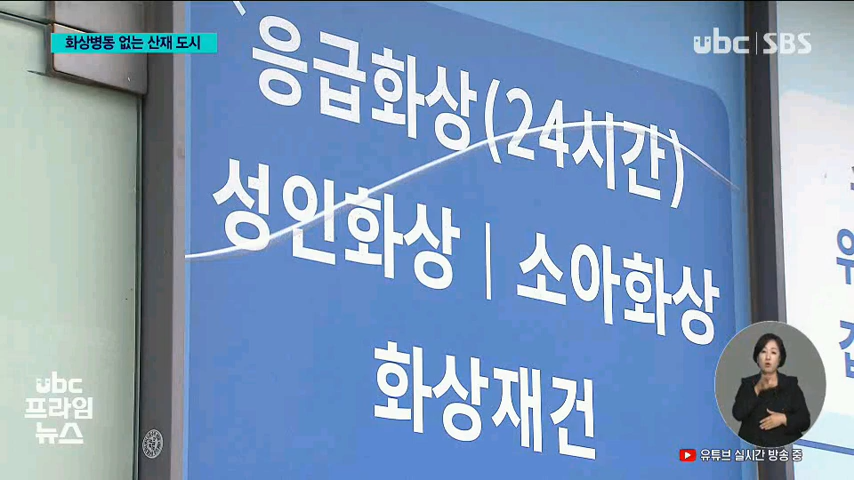 화상병동 없는 산재 도시
ubc SBS
응급화상(24시간)
성인화상 | 소아화상
화상재건
ubc
프라임
뉴스
유튜브 실시간 방송 중